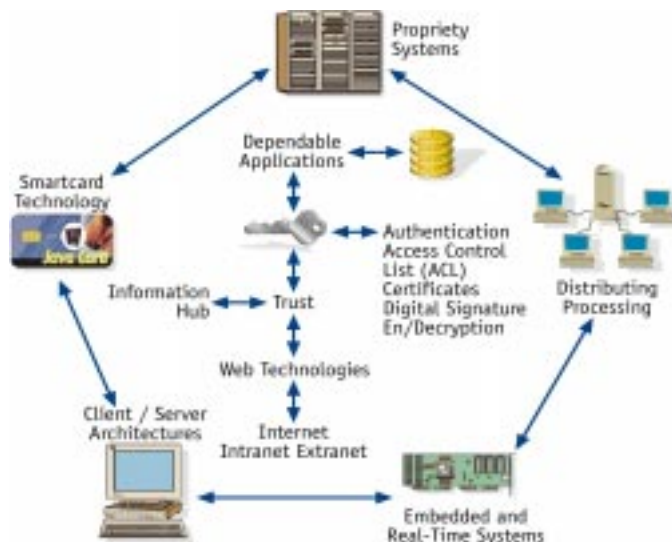 Propriety
Systems
Dependable
Applications
Smartcard
Technology
Java Card
Authentication
Access Control
List (ACL)
Certificates
Digital Signature
En/Decryption
Distributing
Processing
Information
Hub
Trust
Web Technologies
Client / Server
Architectures
Internet
Intranet Extranet
Embedded and
Real-Time Systems